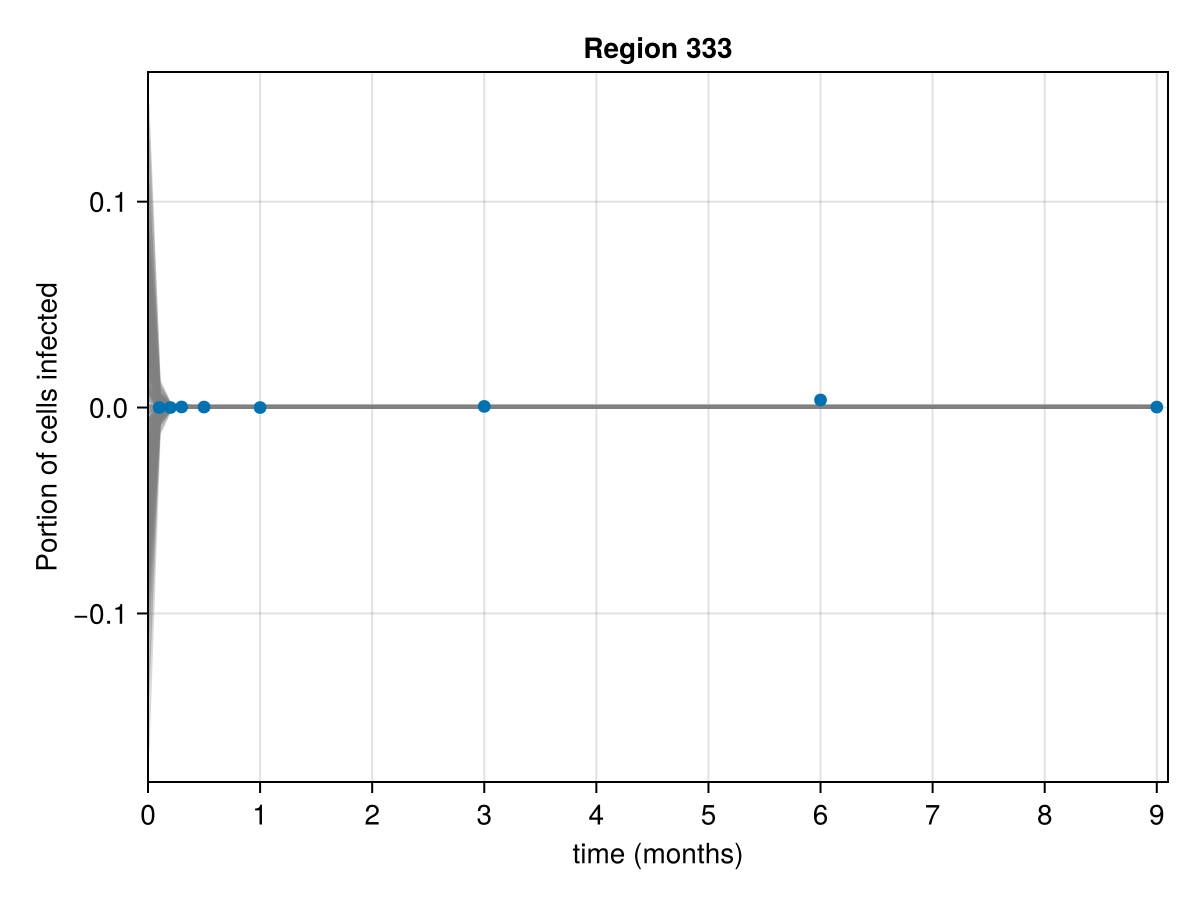 Region 333
Portion of cells infected
0.1
0.0
−0.1
0 1 2 3 4 5 6 7 8 9
time (months)